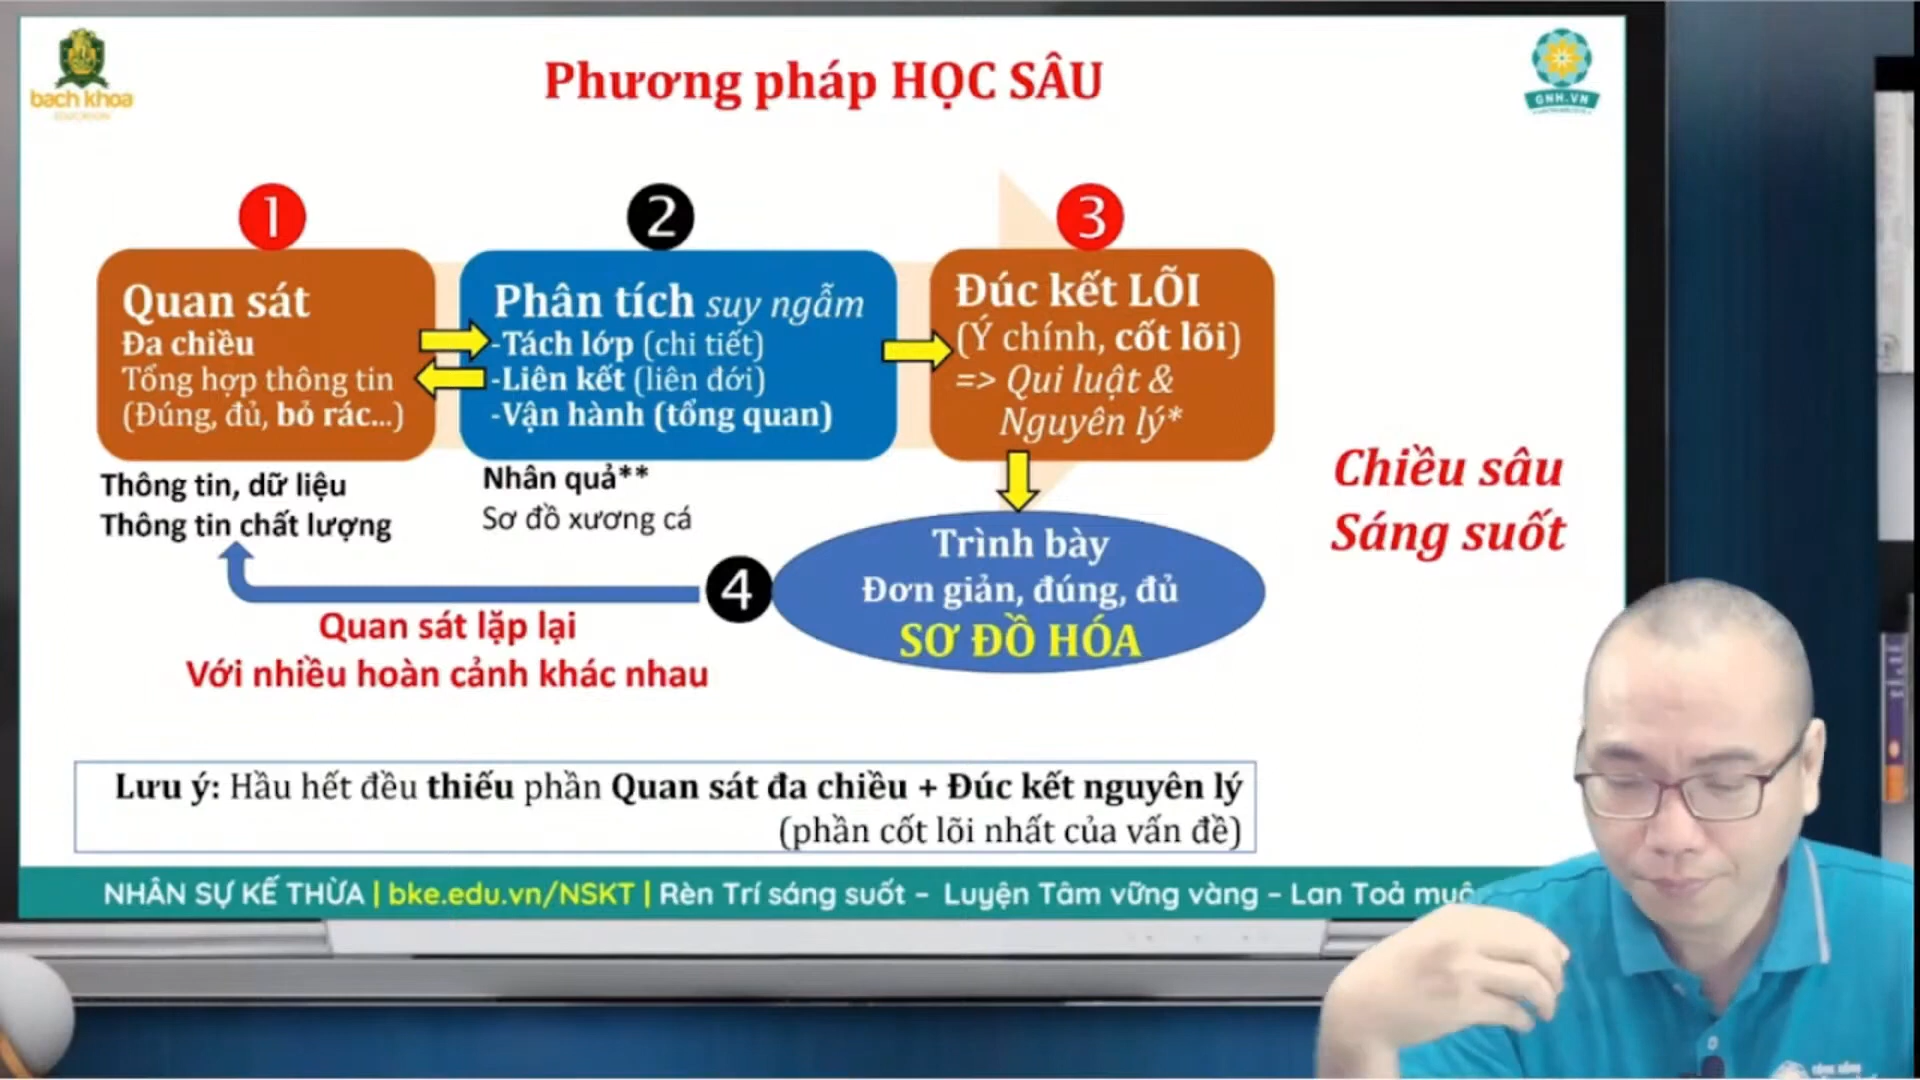 bach khoa
EDUCATION
Phương pháp HỌC SÂU
GNH.VN
1
Quan sát
Đa chiều
Tổng hợp thông tin
(Đúng, đủ, bỏ rác...)
Thông tin, dữ liệu
Thông tin chất lượng
2
Phân tích suy ngẫm
-Tách lớp (chi tiết)
-Liên kết (liên đới)
-Vận hành (tổng quan)
Nhân quả**
Sơ đồ xương cá
3
Đúc kết LÕI
(Ý chính, cốt lõi)
=> Qui luật &
Nguyên lý*
Chiều sâu
Sáng suốt
4
Trình bày
Đơn giản, đúng, đủ
SƠ ĐỒ HÓA
Quan sát lặp lại
Với nhiều hoàn cảnh khác nhau
Lưu ý: Hầu hết đều thiếu phần Quan sát đa chiều + Đúc kết nguyên lý
(phần cốt lõi nhất của vấn đề)
NHÂN SỰ KẾ THỪA | bke.edu.vn/NSKT | Rèn Trí sáng suốt – Luyện Tâm vững vàng – Lan Toả